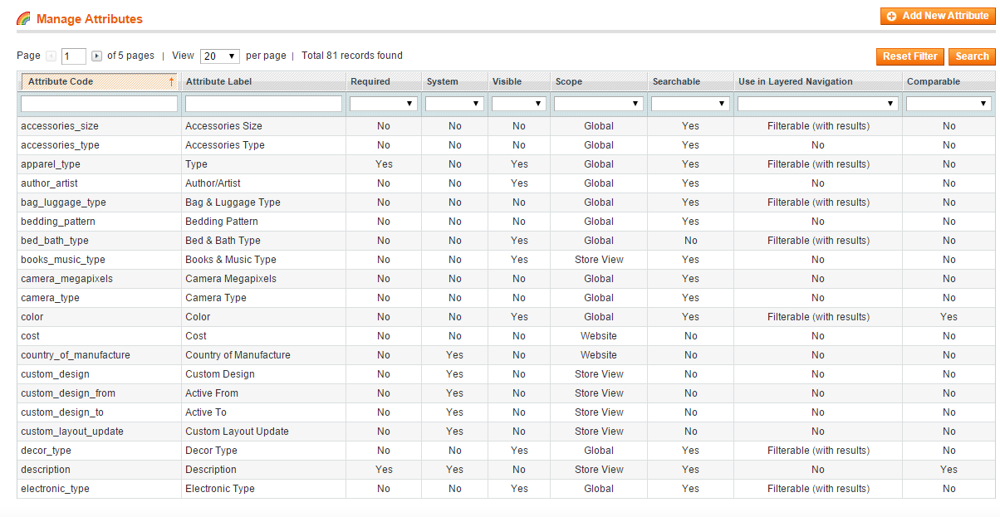 Manage Attributes Add New Attribute
Page 1 of 5 pages | View 20 per page | Total 81 records found Reset Filter Search
Attribute Code Attribute Label Required System Visible Scope Searchable Use in Layered Navigation Comparable
accessories_size Accessories Size No No No Global Yes Filterable (with results) No
accessories_type Accessories Type No No No Global Yes No No
apparel_type Type Yes No Yes Global Yes Filterable (with results) No
author_artist Author/Artist No No Yes Global Yes No No
bag_luggage_type Bag & Luggage Type No No No Global Yes Filterable (with results) No
bedding_pattern Bedding Pattern No No No Global Yes No No
bed_bath_type Bed & Bath Type No No Yes Global No Filterable (with results) No
books_music_type Books & Music Type No No Yes Store View Yes No No
camera_megapixels Camera Megapixels No No No Global Yes No No
camera_type Camera Type No No No Global Yes No No
color Color No No Yes Global Yes Filterable (with results) Yes
cost Cost No No No Website No No No
country_of_manufacture Country of Manufacture No Yes No Website No No No
custom_design Custom Design No Yes No Store View No No No
custom_design_from Active From No Yes No Store View No No No
custom_design_to Active To No Yes No Store View No No No
custom_layout_update Custom Layout Update No Yes No Store View No No No
decor_type Decor Type No No Yes Global Yes Filterable (with results) No
description Description Yes Yes No Store View Yes No Yes
electronic_type Electronic Type No No Yes Global Yes Filterable (with results) No